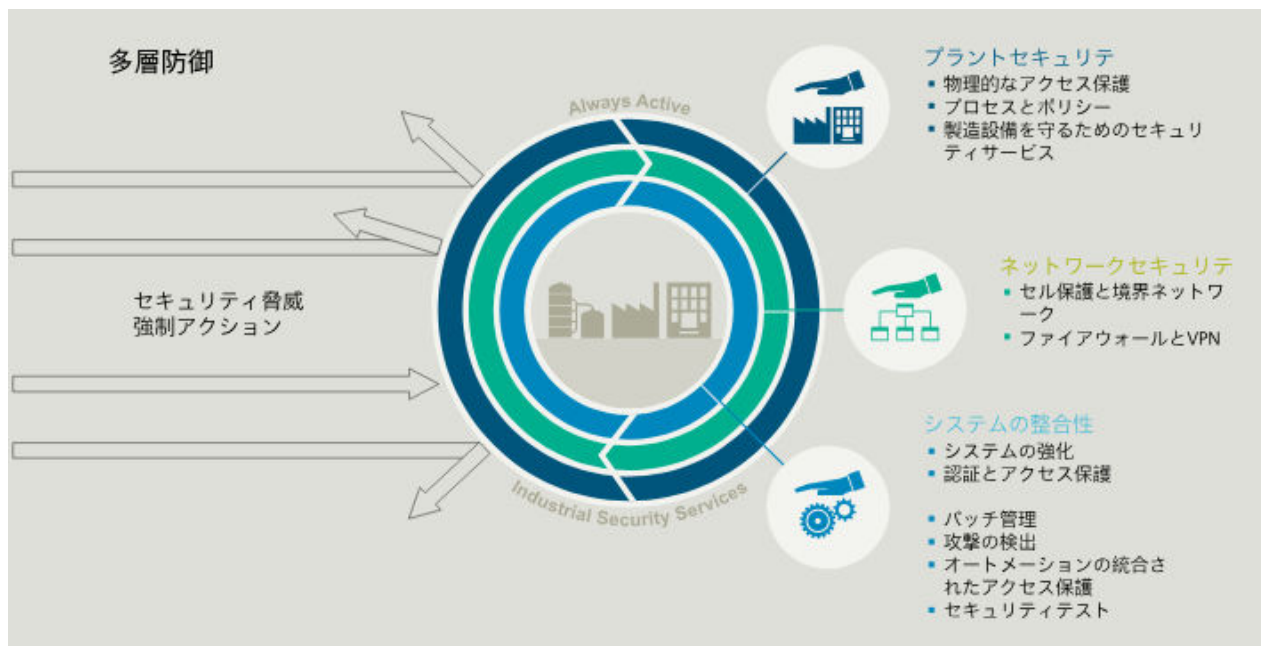 多層防御
Always Active
セキュリティ脅威
強制アクション
Industrial Security Services
プラントセキュリテ
▪ 物理的なアクセス保護
▪ プロセスとポリシー
▪ 製造設備を守るためのセキュリ
ティサービス
ネットワークセキュリテ
▪ セル保護と境界ネットワ
ーク
▪ ファイアウォールとVPN
システムの整合性
▪ システムの強化
▪ 認証とアクセス保護
▪ パッチ管理
▪ 攻撃の検出
▪ オートメーションの統合さ
れたアクセス保護
▪ セキュリティテスト